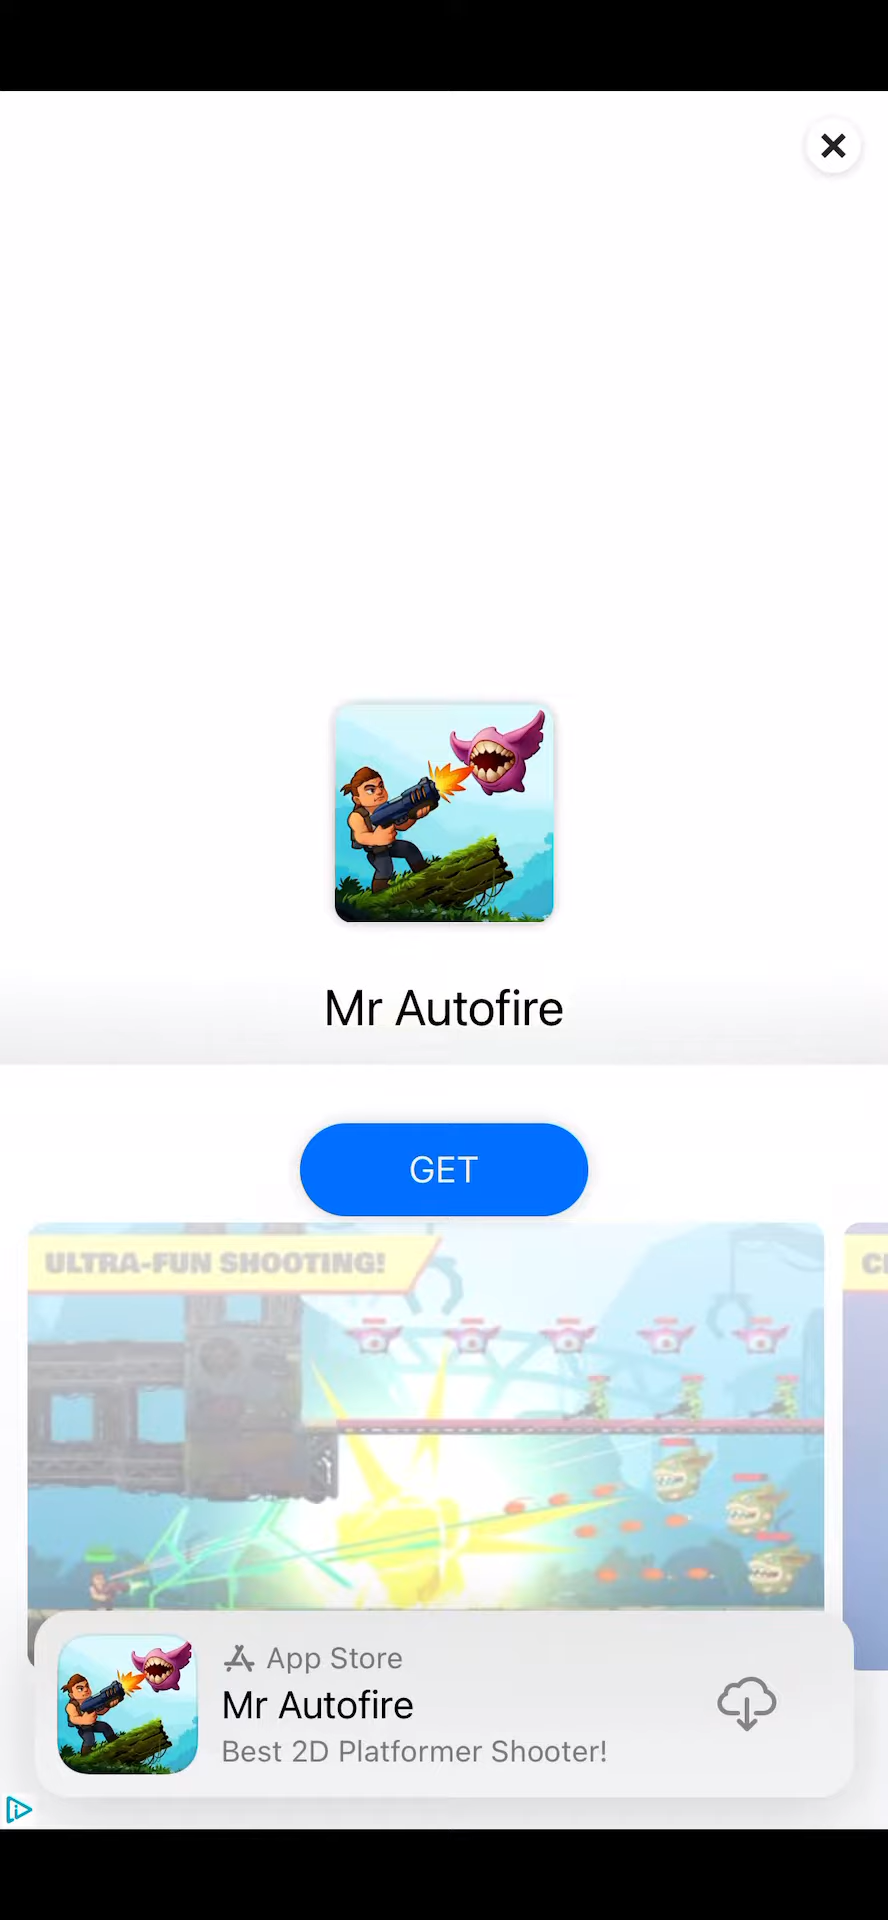 Mr Autofire
GET
ULTRA-FUN SHOOTING!
App Store
Mr Autofire
Best 2D Platformer Shooter!